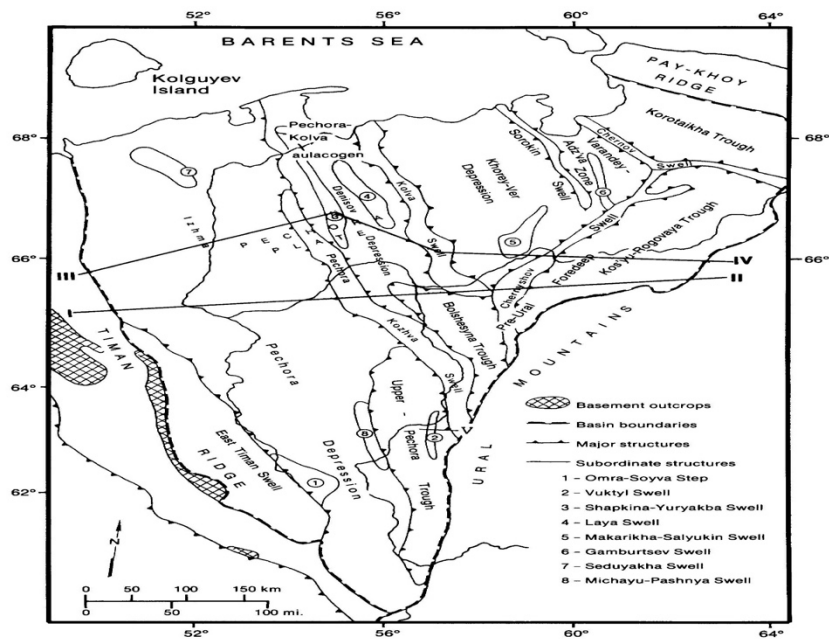 52°
56°
60°
64°
BARENTS SEA
Kolguyev
Island
PAY-KHOY
RIDGE
Korotaikha Trough
68°
68°
Pechora-
Kolva
aulacogen
Chernov
Swell
Varandey-
Adz'va Zone
Sorokin
Swell
Khorey-Ver
Depression
Kolva
Swell
Denisov
Depression
Izhma
Pechora
Kozhva
Swell
7
4
6
5
66°
66°
III
IV
I
II
Chernyshov
Swell
Pre-Ural
Foredeep
Kos'yu-Rogovaya Trough
Bolshesyna Trough
TIMAN
RIDGE
Pechora
Depression
East Timan Swell
Upper-
Pechora
Trough
V
8
2
1
64°
64°
62°
62°
URAL
MOUNTAINS
Basement outcrops
Basin boundaries
Major structures
Subordinate structures
1 - Omra-Soyva Step
2 - Vuktyl Swell
3 - Shapkina-Yuryakba Swell
4 - Laya Swell
5 - Makarikha-Salyukin Swell
6 - Gamburtsev Swell
7 - Seduyakha Swell
8 - Michayu-Pashnya Swell
N
0 50 100 150 km
0 50 100 mi.
52°
56°
60°
64°